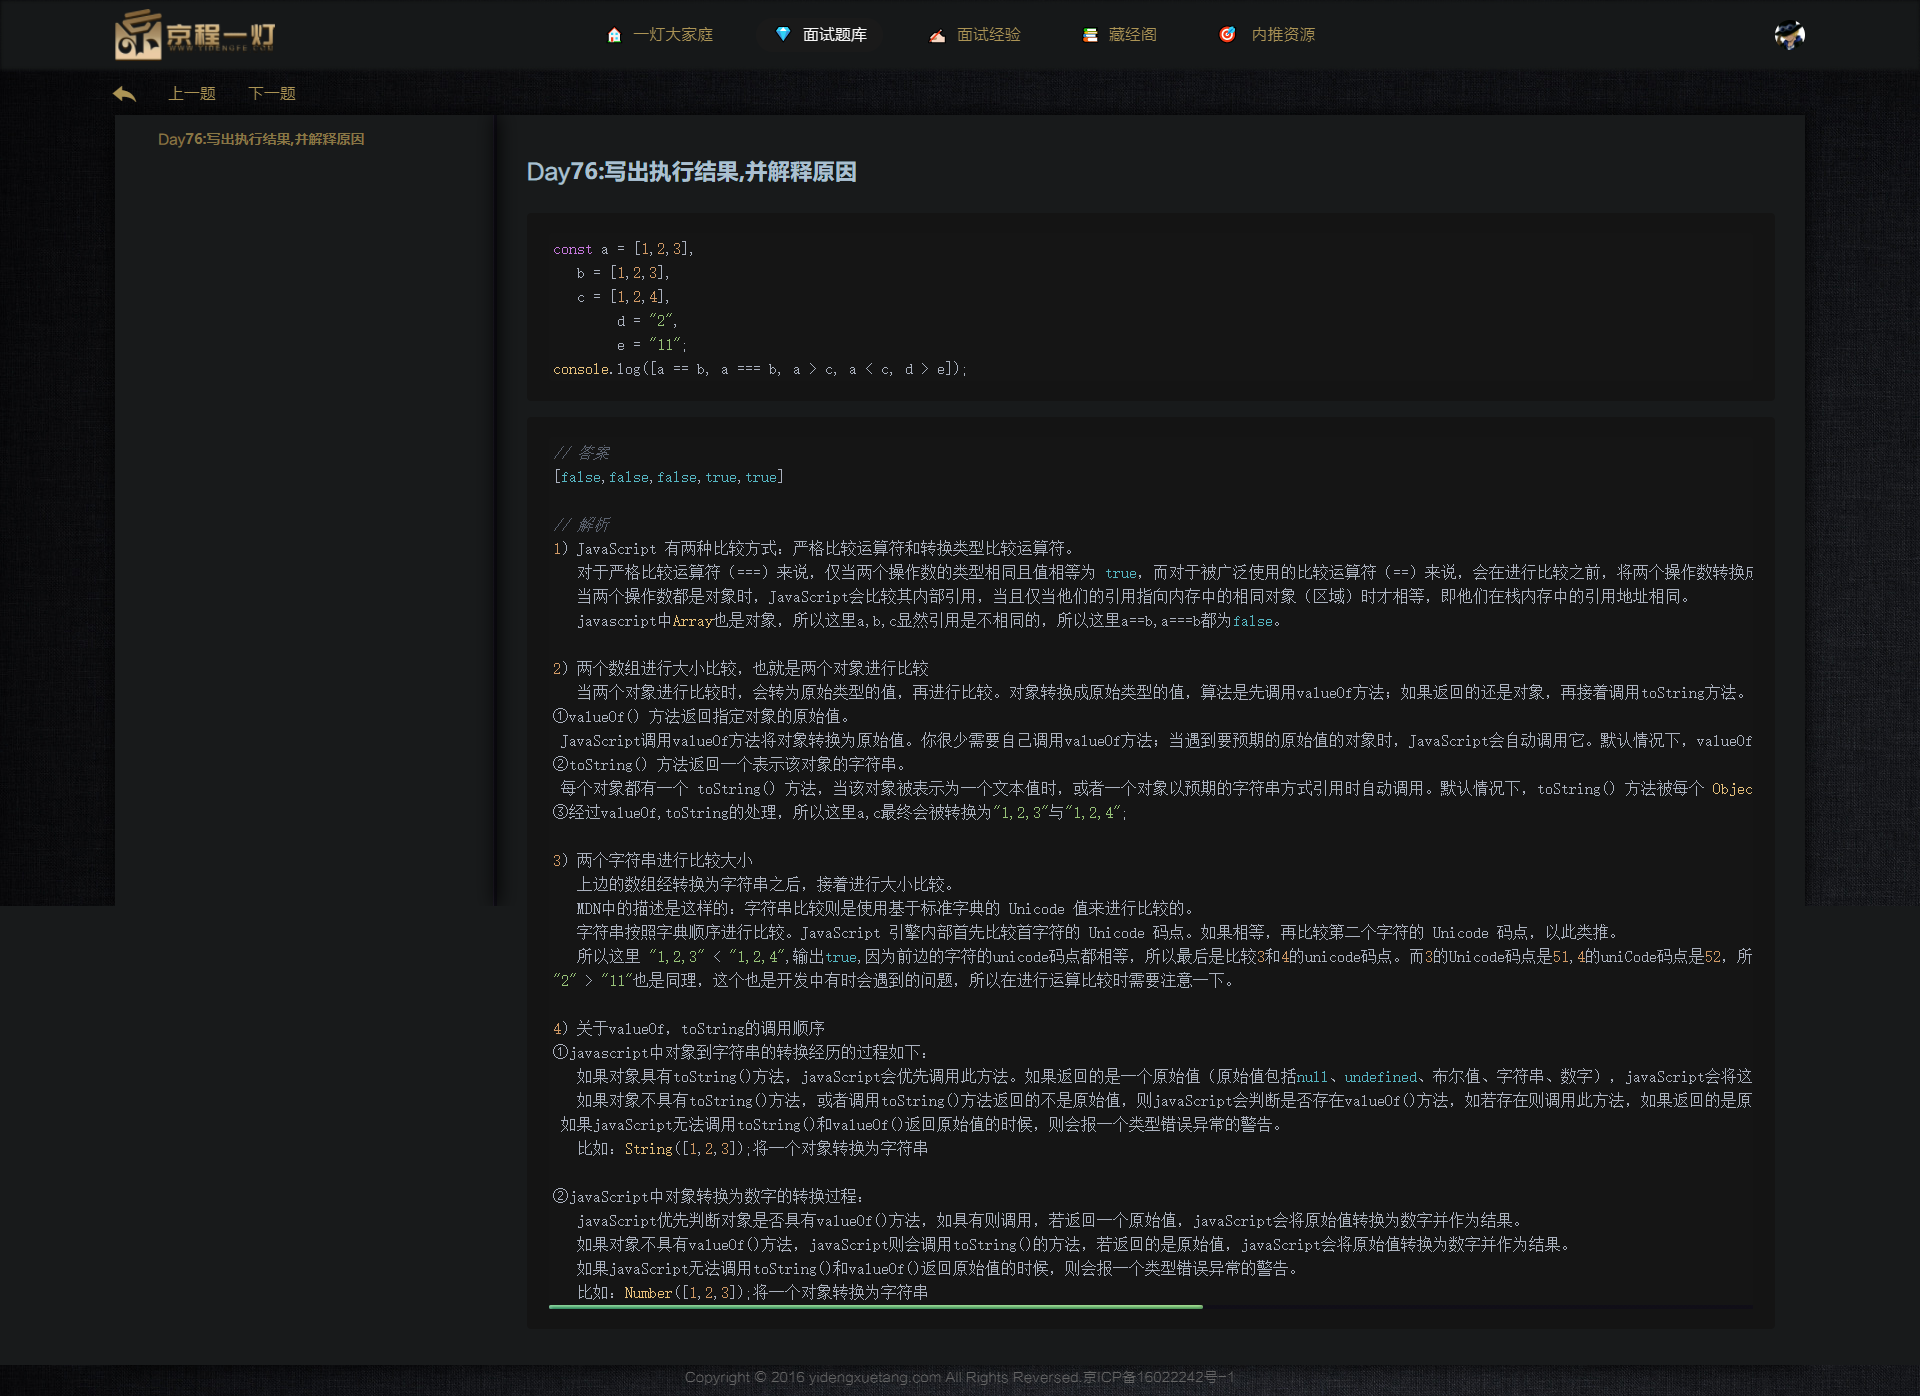 京程一灯
WWW.YIDENGFE.COM
一灯大家庭
面试题库
面试经验
藏经阁
内推资源
上一题
下一题
Day76:写出执行结果,并解释原因
Day76:写出执行结果,并解释原因
const a = [1,2,3],
b = [1,2,3],
c = [1,2,4],
d = "2",
e = "11";
console.log([a == b, a === b, a > c, a < c, d > e]);
// 答案
[false,false,false,true,true]
// 解析
1）JavaScript 有两种比较方式：严格比较运算符和转换类型比较运算符。
对于严格比较运算符（===）来说，仅当两个操作数的类型相同且值相等为 true，而对于被广泛使用的比较运算符（==）来说，会在进行比较之前，将两个操作数转换成
当两个操作数都是对象时，JavaScript会比较其内部引用，当且仅当他们的引用指向内存中的相同对象（区域）时才相等，即他们在栈内存中的引用地址相同。
javascript中Array也是对象，所以这里a,b,c显然引用是不相同的，所以这里a==b,a===b都为false。
2）两个数组进行大小比较，也就是两个对象进行比较
当两个对象进行比较时，会转为原始类型的值，再进行比较。对象转换成原始类型的值，算法是先调用valueOf方法；如果返回的还是对象，再接着调用toString方法。
①valueOf() 方法返回指定对象的原始值。
JavaScript调用valueOf方法将对象转换为原始值。你很少需要自己调用valueOf方法；当遇到要预期的原始值的对象时，JavaScript会自动调用它。默认情况下，valueOf
②toString() 方法返回一个表示该对象的字符串。
每个对象都有一个 toString() 方法，当该对象被表示为一个文本值时，或者一个对象以预期的字符串方式引用时自动调用。默认情况下，toString() 方法被每个 Objec
③经过valueOf,toString的处理，所以这里a,c最终会被转换为"1,2,3"与"1,2,4";
3）两个字符串进行比较大小
上边的数组经转换为字符串之后，接着进行大小比较。
MDN中的描述是这样的：字符串比较则是使用基于标准字典的 Unicode 值来进行比较的。
字符串按照字典顺序进行比较。JavaScript 引擎内部首先比较首字符的 Unicode 码点。如果相等，再比较第二个字符的 Unicode 码点，以此类推。
所以这里 "1,2,3" < "1,2,4",输出true,因为前边的字符的unicode码点都相等，所以最后是比较3和4的unicode码点。而3的Unicode码点是51,4的uniCode码点是52，所
"2" > "11"也是同理，这个也是开发中有时会遇到的问题，所以在进行运算比较时需要注意一下。
4）关于valueOf，toString的调用顺序
①javascript中对象到字符串的转换经历的过程如下：
如果对象具有toString()方法，javaScript会优先调用此方法。如果返回的是一个原始值（原始值包括null、undefined、布尔值、字符串、数字），javaScript会将这
如果对象不具有toString()方法，或者调用toString()方法返回的不是原始值，则javaScript会判断是否存在valueOf()方法，如若存在则调用此方法，如果返回的是原
如果javaScript无法调用toString()和valueOf()返回原始值的时候，则会报一个类型错误异常的警告。
比如：String([1,2,3]);将一个对象转换为字符串
②javaScript中对象转换为数字的转换过程：
javaScript优先判断对象是否具有valueOf()方法，如具有则调用，若返回一个原始值，javaScript会将原始值转换为数字并作为结果。
如果对象不具有valueOf()方法，javaScript则会调用toString()的方法，若返回的是原始值，javaScript会将原始值转换为数字并作为结果。
如果javaScript无法调用toString()和valueOf()返回原始值的时候，则会报一个类型错误异常的警告。
比如：Number([1,2,3]);将一个对象转换为字符串
Copyright © 2016 yidengxuetang.com All Rights Reversed.京ICP备16022242号-1